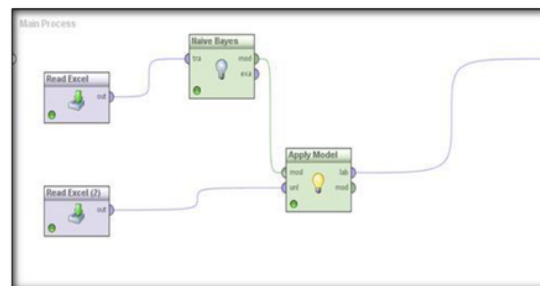 Main Process
Naive Bayes
tra
mod
exa
Read Excel
out
Apply Model
mod
lab
unl
mod
Read Excel (2)
out